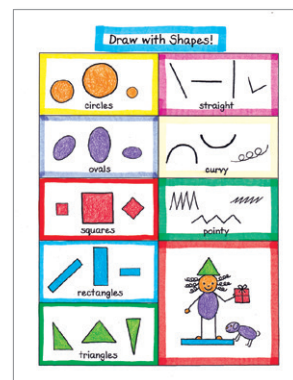 Draw with Shapes!
circles
straight
ovals
curvy
squares
pointy
rectangles
triangles